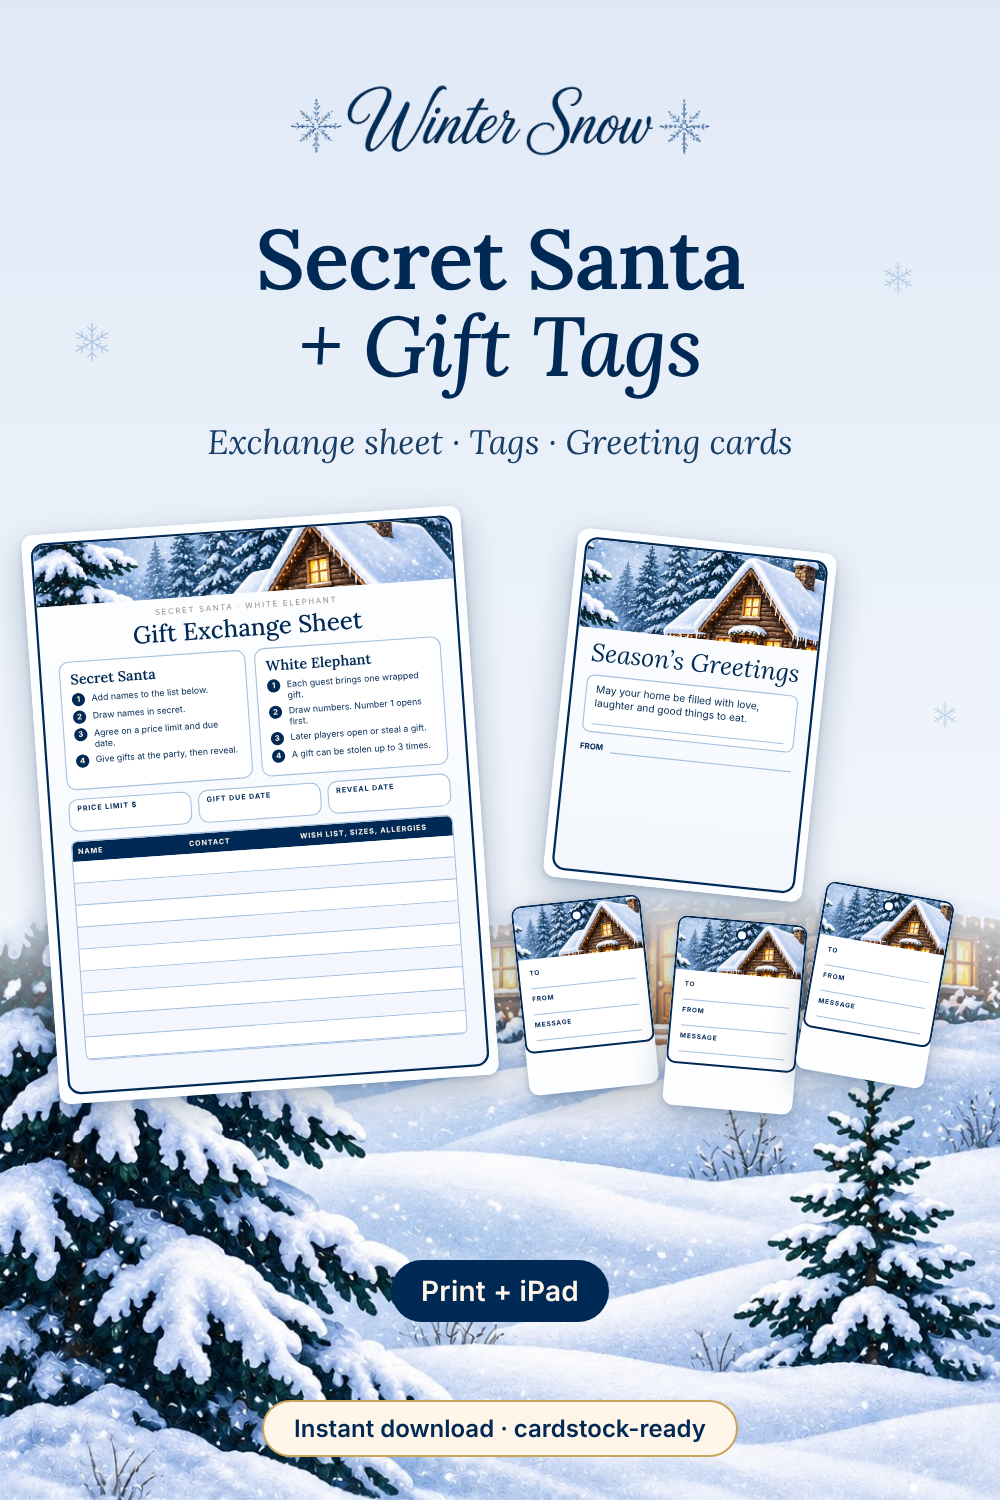 Winter Snow
Secret Santa
+ Gift Tags
Exchange sheet · Tags · Greeting cards
SECRET SANTA · WHITE ELEPHANT
Gift Exchange Sheet
Secret Santa
1 Add names to the list below.
2 Draw names in secret.
3 Agree on a price limit and due
date.
4 Give gifts at the party, then reveal.
White Elephant
1 Each guest brings one wrapped
gift.
2 Draw numbers. Number 1 opens
first.
3 Later players open or steal a gift.
4 A gift can be stolen up to 3 times.
PRICE LIMIT $
GIFT DUE DATE
REVEAL DATE
NAME CONTACT WISH LIST, SIZES, ALLERGIES
Season's Greetings
May your home be filled with love,
laughter and good things to eat.
FROM
TO
FROM
MESSAGE
TO
FROM
MESSAGE
TO
FROM
MESSAGE
Print + iPad
Instant download · cardstock-ready